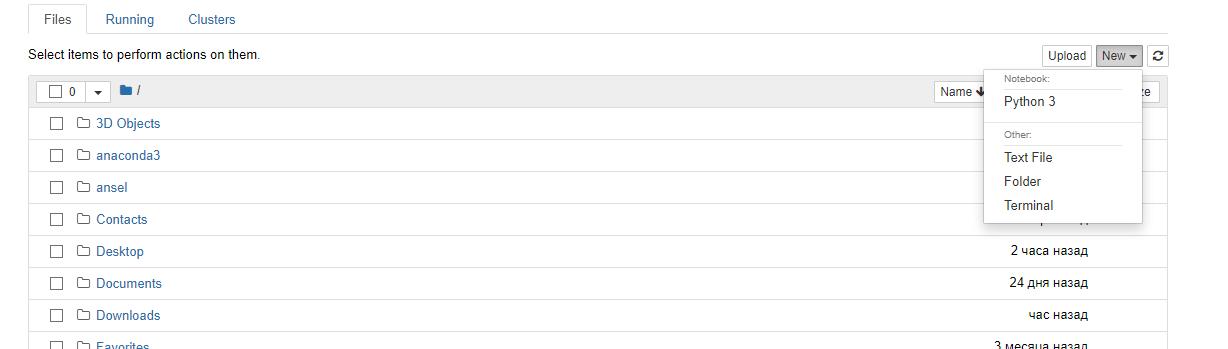 Files Running Clusters
Select items to perform actions on them.
Upload New
0 / Name
Notebook:
Python 3
Other:
Text File
Folder
Terminal
3D Objects
anaconda3
ansel
Contacts
Desktop 2 часа назад
Documents 24 дня назад
Downloads час назад
Favorites 3 месяца назад